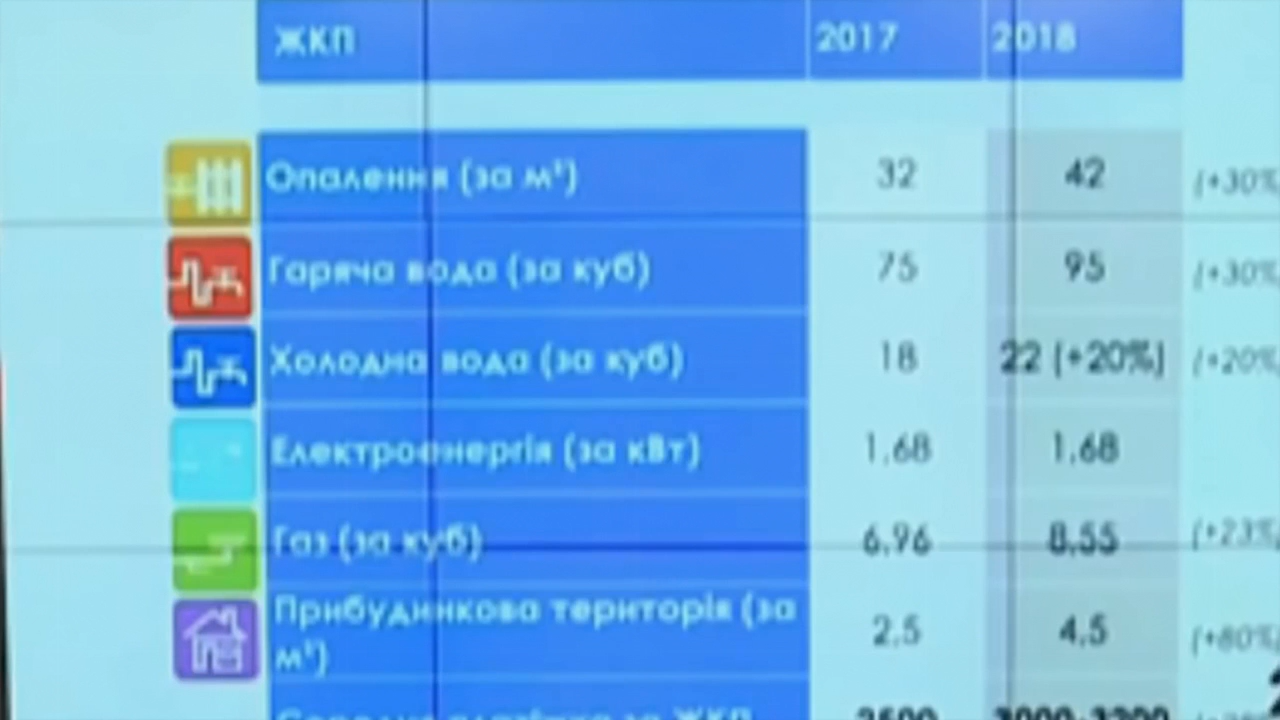 ЖКП 2017 2018
Опалення (за м²) 32 42 (+30%
Гаряча вода (за куб) 75 95 (+30%
Холодна вода (за куб) 18 22 (+20%) (+20%
Електроенергія (за кВт) 1.68 1.68
Газ (за куб) 6.96 8.55 (+23%
Прибудинкова територія (за
м²) 2.5 4.5 (+80%